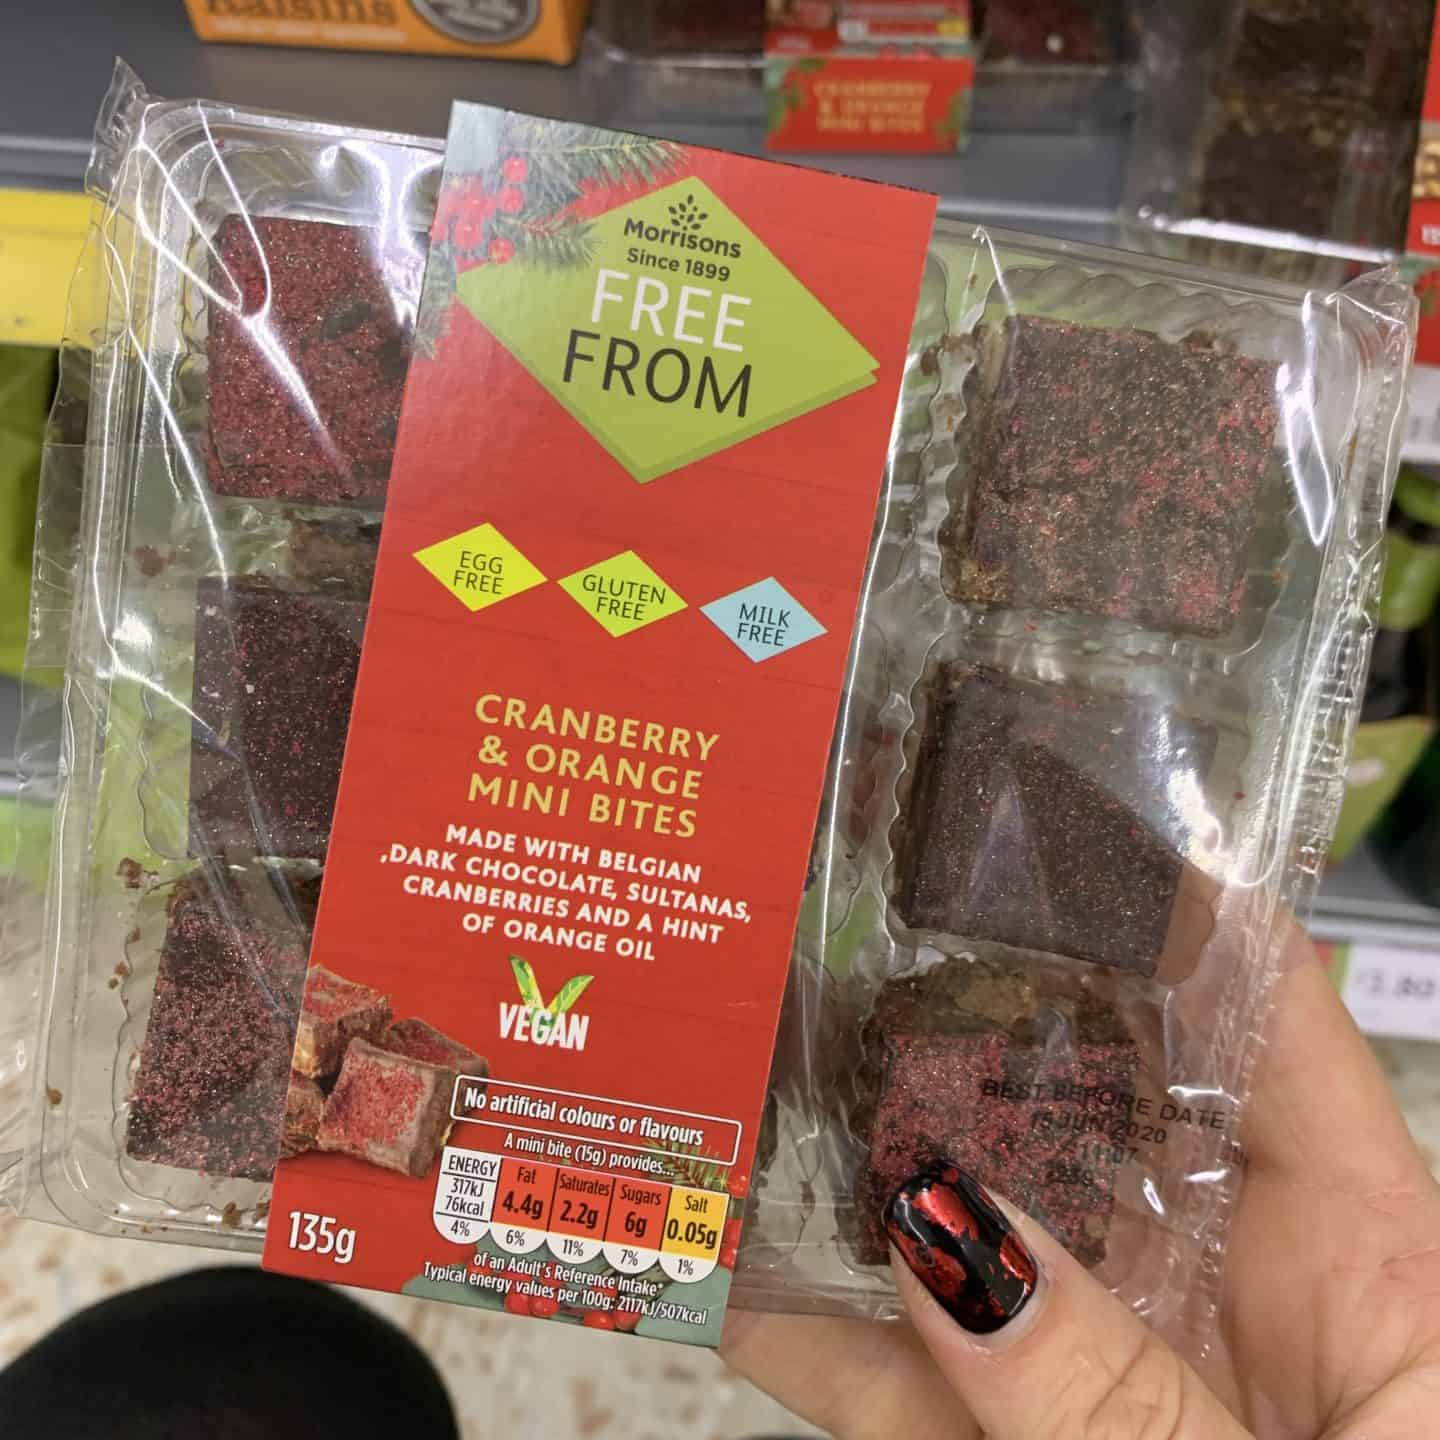 Raisins
CRANBERRY
& ORANGE
MINI BITES
Morrisons
Since 1899
FREE
FROM
EGG
FREE
GLUTEN
FREE
MILK
FREE
CRANBERRY
& ORANGE
MINI BITES
MADE WITH BELGIAN
DARK CHOCOLATE, SULTANAS,
CRANBERRIES AND A HINT
OF ORANGE OIL
VEGAN
No artificial colours or flavours
A mini bite (15g) provides...
ENERGY
317kJ
76kcal
4%
Fat
4.4g
6%
Saturates
2.2g
11%
Sugars
6g
7%
Salt
0.05g
1%
of an Adult's Reference Intake*
Typical energy values per 100g: 2117kJ/507kcal
135g
BEST BEFORE DATE
15 JUN 2020
11:07